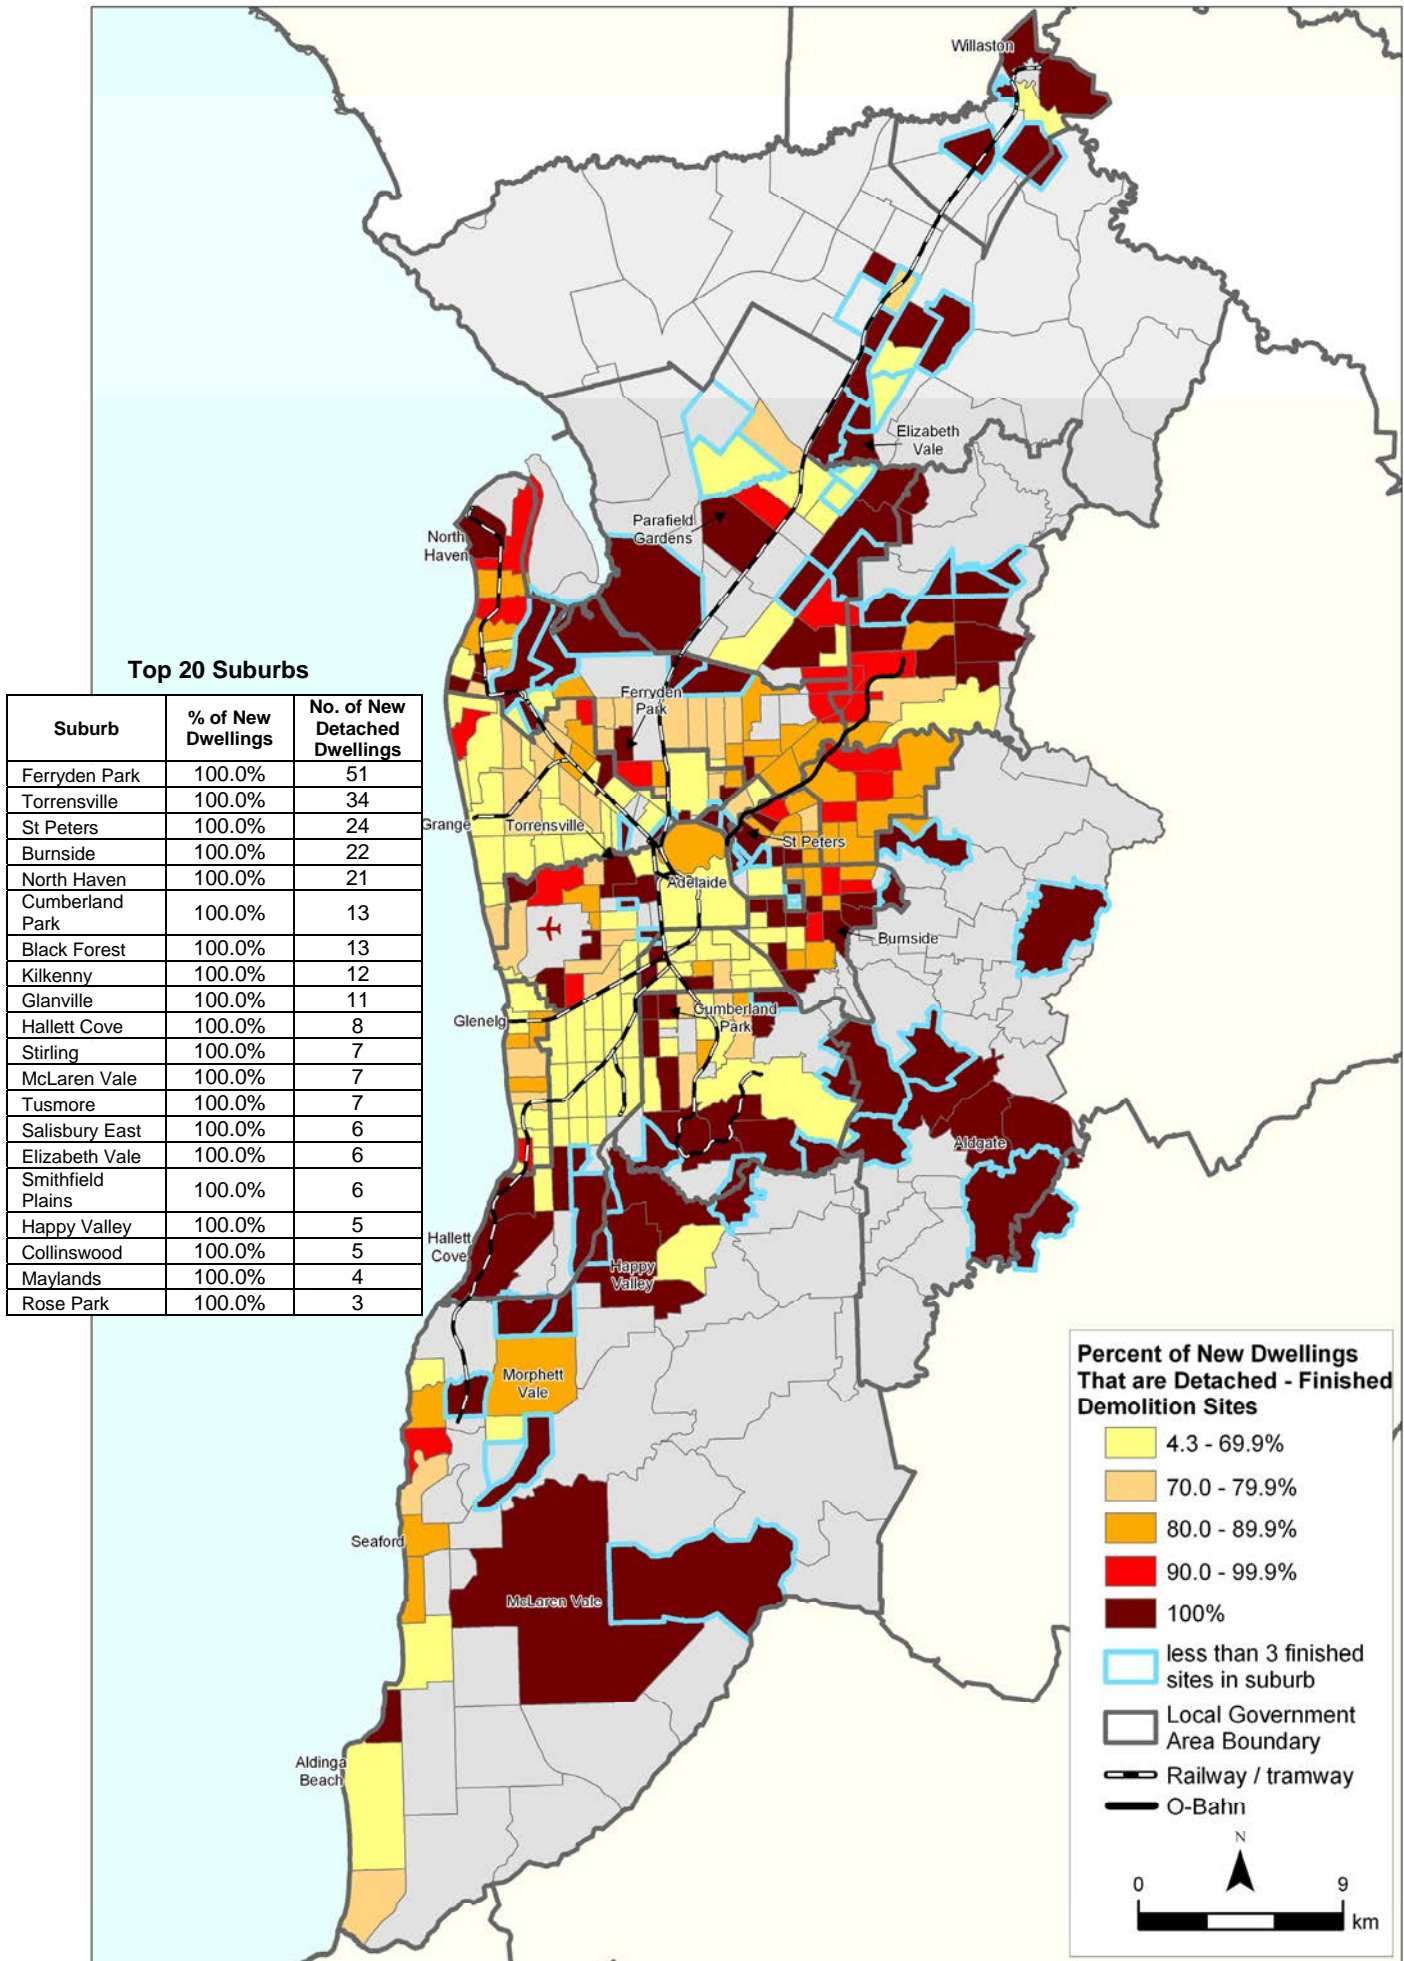 Willaston
Elizabeth
Vale
Parafield
Gardens
North
Haven
Top 20 Suburbs
Suburb % of New Dwellings No. of New Detached Dwellings
Ferryden Park 100.0% 51
Torrensville 100.0% 34
St Peters 100.0% 24
Burnside 100.0% 22
North Haven 100.0% 21
Cumberland Park 100.0% 13
Black Forest 100.0% 13
Kilkenny 100.0% 12
Glanville 100.0% 11
Hallett Cove 100.0% 8
Stirling 100.0% 7
McLaren Vale 100.0% 7
Tusmore 100.0% 7
Salisbury East 100.0% 6
Elizabeth Vale 100.0% 6
Smithfield Plains 100.0% 6
Happy Valley 100.0% 5
Collinswood 100.0% 5
Maylands 100.0% 4
Rose Park 100.0% 3
Ferryden
Park
Grange
Torrensville
St Peters
Adelaide
Burnside
Glenelg
Cumberland
Park
Aldgate
Hallett
Cove
Happy
Valley
Morphett
Vale
Seaford
McLaren Vale
Aldinga
Beach
Percent of New Dwellings
That are Detached - Finished
Demolition Sites
4.3 - 69.9%
70.0 - 79.9%
80.0 - 89.9%
90.0 - 99.9%
100%
less than 3 finished
sites in suburb
Local Government
Area Boundary
Railway / tramway
O-Bahn
N
0 9
km